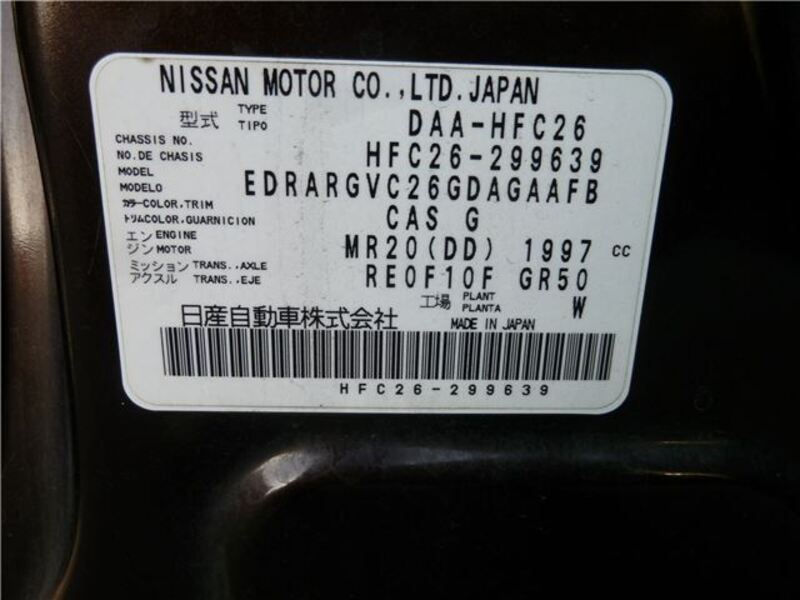 NISSAN MOTOR CO.,LTD.JAPAN
型式 TYPE TIPO DAA-HFC26
CHASSIS NO. NO.DE CHASIS HFC26-299639
MODEL MODELO EDRARGVC26GDAGAAFB
カラー COLOR,TRIM トリム COLOR,GUARNICION CAS G
エンジン ENGINE MOTOR MR20(DD) 1997 CC
ミッション TRANS.,AXLE アクスル TRANS.,EJE RE0F10F GR50
工場 PLANT PLANTA W
日産自動車株式会社 MADE IN JAPAN
HFC26-299639